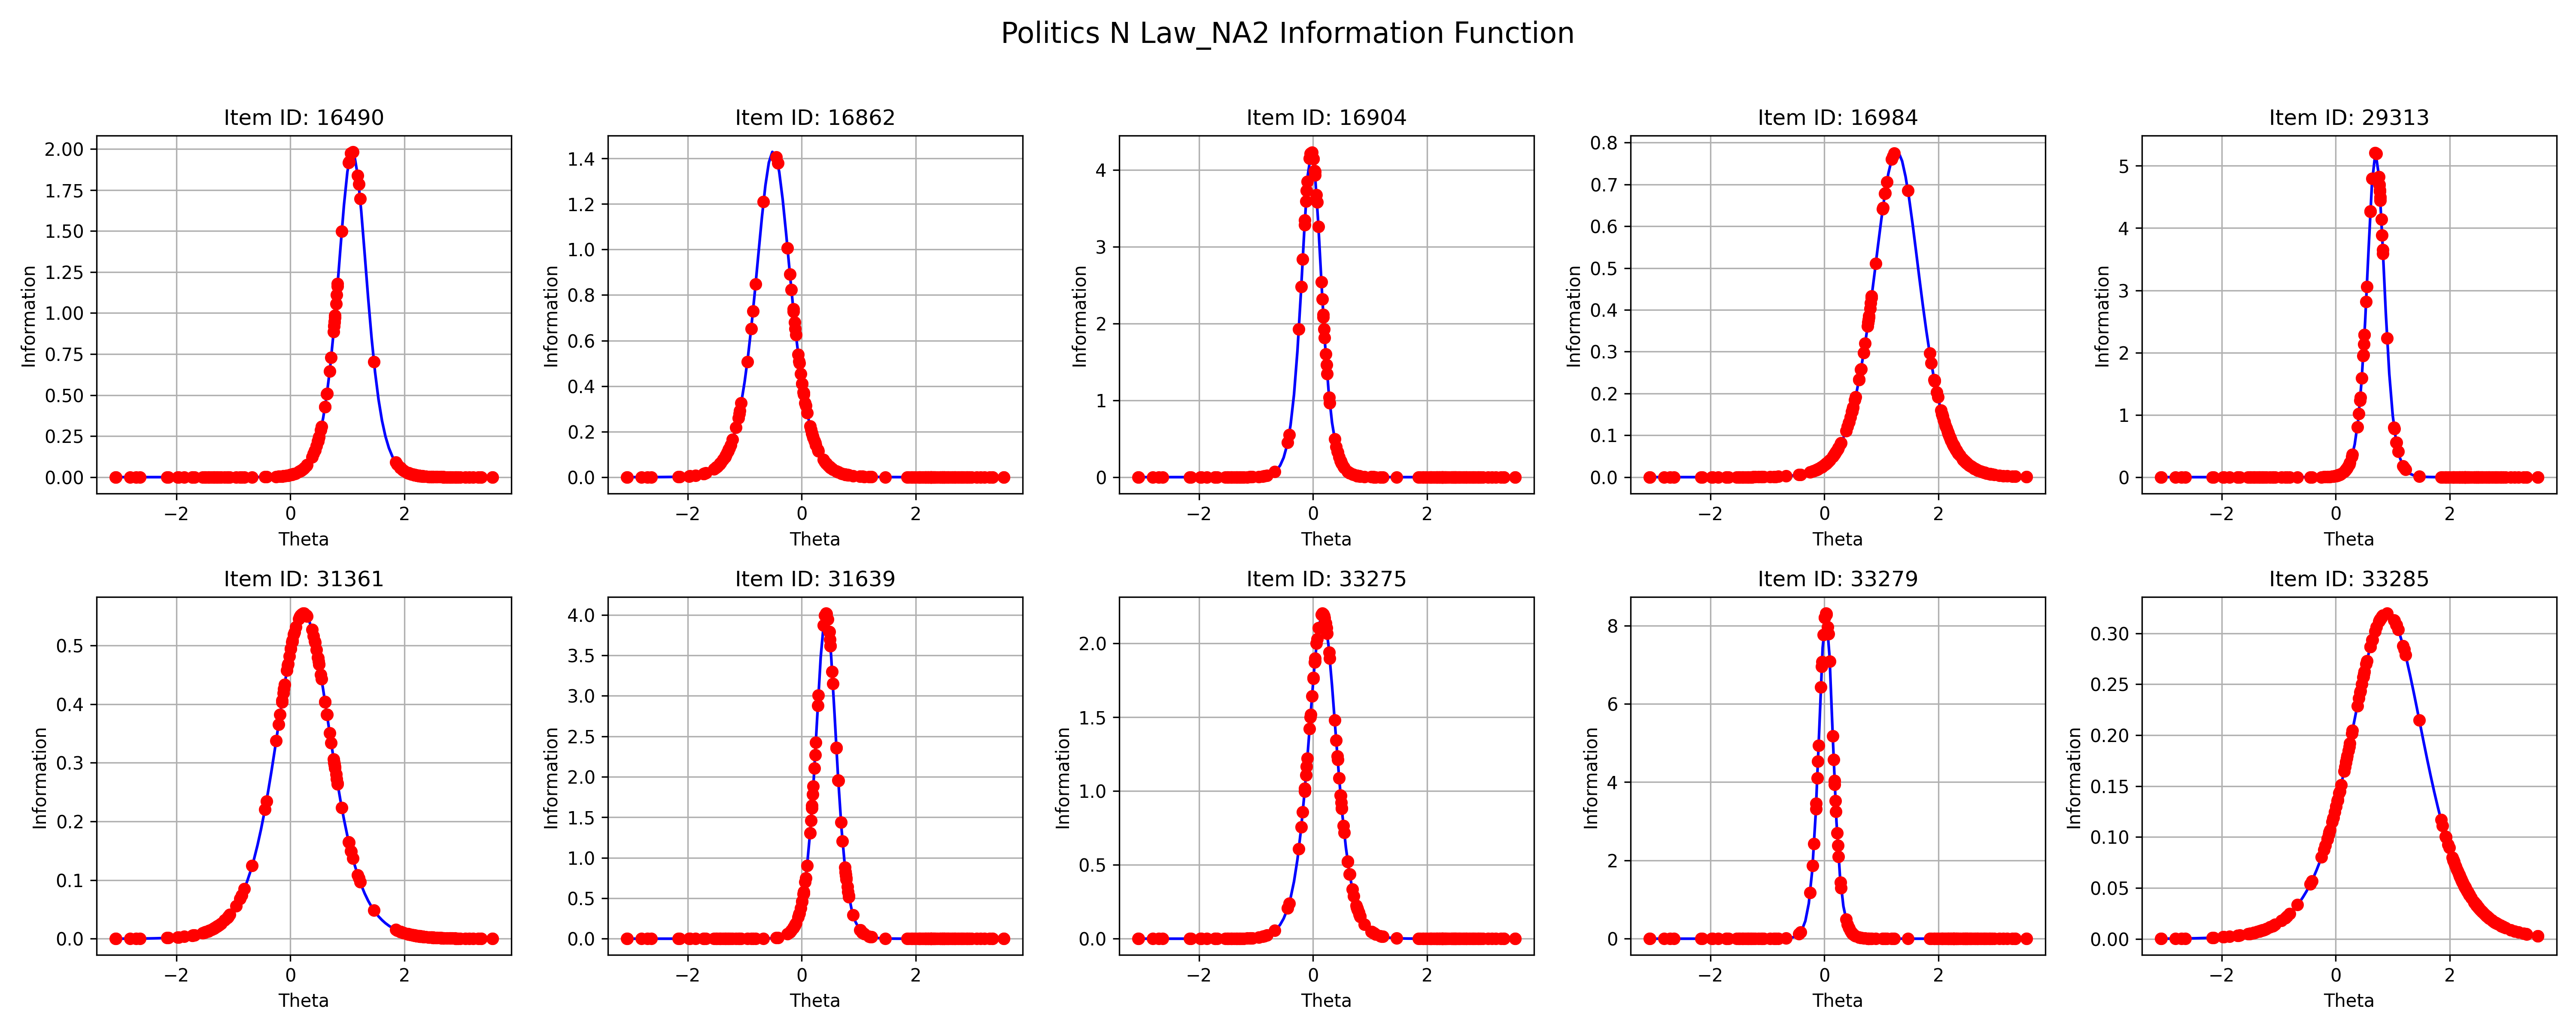 Politics N Law_NA2 Information Function
Item ID: 16490
2.00
1.75
1.50
1.25
1.00
0.75
0.50
0.25
0.00
Information
−2 0 2
Theta
Item ID: 16862
1.4
1.2
1.0
0.8
0.6
0.4
0.2
0.0
Information
−2 0 2
Theta
Item ID: 16904
4
3
2
1
0
Information
−2 0 2
Theta
Item ID: 16984
0.8
0.7
0.6
0.5
0.4
0.3
0.2
0.1
0.0
Information
−2 0 2
Theta
Item ID: 29313
5
4
3
2
1
0
Information
−2 0 2
Theta
Item ID: 31361
0.5
0.4
0.3
0.2
0.1
0.0
Information
−2 0 2
Theta
Item ID: 31639
4.0
3.5
3.0
2.5
2.0
1.5
1.0
0.5
0.0
Information
−2 0 2
Theta
Item ID: 33275
2.0
1.5
1.0
0.5
0.0
Information
−2 0 2
Theta
Item ID: 33279
8
6
4
2
0
Information
−2 0 2
Theta
Item ID: 33285
0.30
0.25
0.20
0.15
0.10
0.05
0.00
Information
−2 0 2
Theta